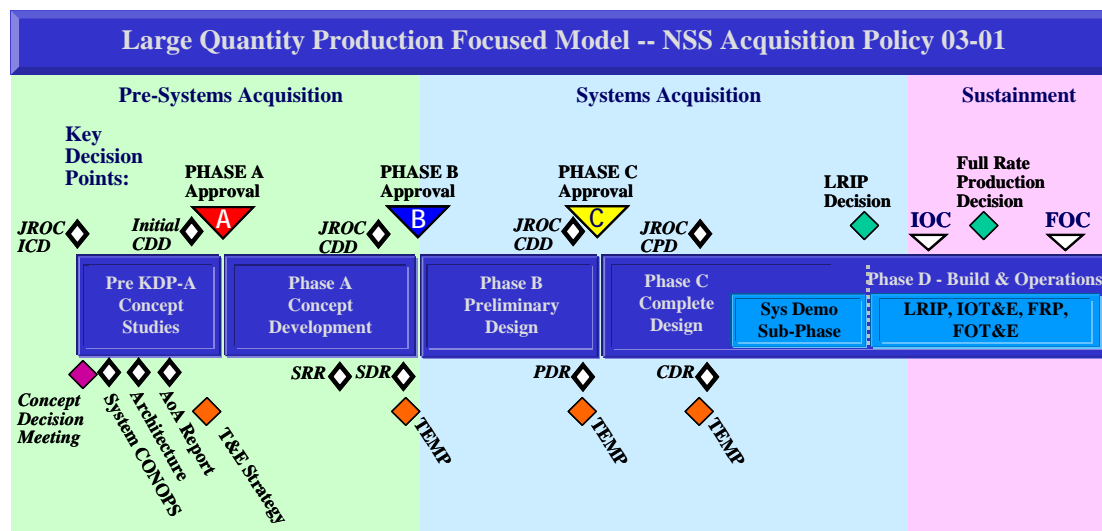 Large Quantity Production Focused Model -- NSS Acquisition Policy 03-01
Pre-Systems Acquisition
Systems Acquisition
Sustainment
Key
Decision
Points:
PHASE A
Approval
PHASE B
Approval
PHASE C
Approval
LRIP
Decision
Full Rate
Production
Decision
JROC
ICD
Initial
CDD
A
JROC
CDD
B
JROC
CDD
C
JROC
CPD
IOC
FOC
Pre KDP-A
Concept
Studies
Phase A
Concept
Development
Phase B
Preliminary
Design
Phase C
Complete
Design
Sys Demo
Sub-Phase
Phase D - Build & Operations
LRIP, IOT&E, FRP,
FOT&E
SRR
SDR
PDR
CDR
Concept
Decision
Meeting
System CONOPS
Architecture
AoA Report
T&E Strategy
TEMP
TEMP
TEMP